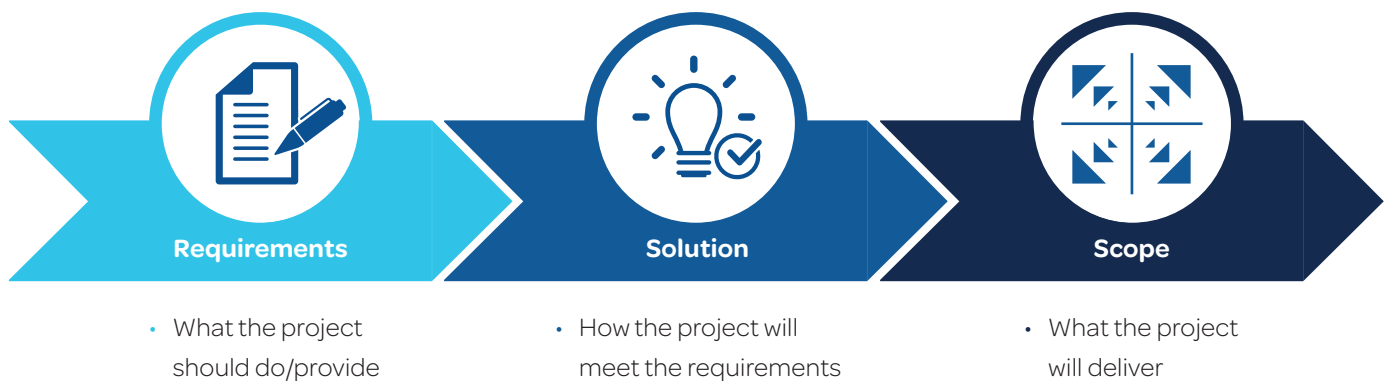 Requirements
Solution
Scope
• What the project
should do/provide
• How the project will
meet the requirements
• What the project
will deliver